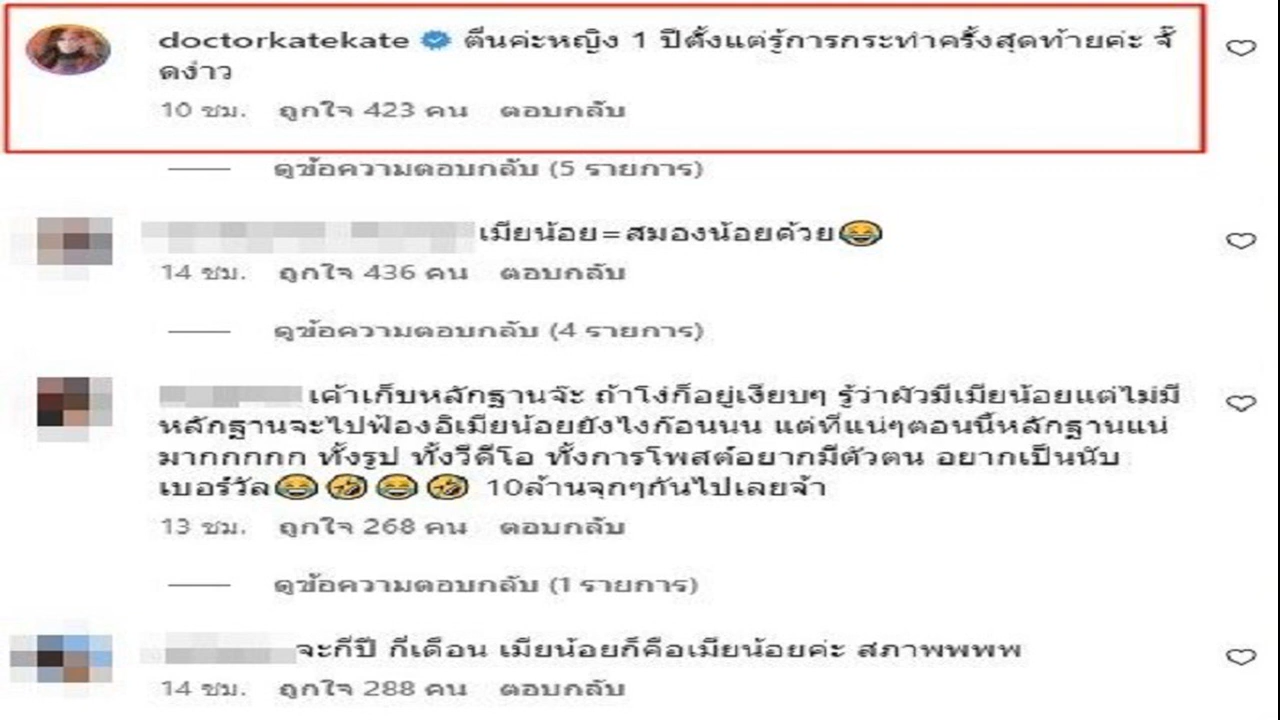 doctorkatekate ตื่นค่ะหญิง 1 ปีตั้งแต่รู้การกระทำครั้งสุดท้ายค่ะ จั๊
ดง่าว
10 ชม. ถูกใจ 423 คน ตอบกลับ
ดูข้อความตอบกลับ (5 รายการ)
เมียน้อย=สมองน้อยด้วย😂
14 ชม. ถูกใจ 436 คน ตอบกลับ
ดูข้อความตอบกลับ (4 รายการ)
เค้าเก็บหลักฐานจ๊ะ ถ้าโง่ก็อยู่เงียบๆ รู้ว่าผัวมีเมียน้อยแต่ไม่มี
หลักฐานจะไปฟ้องอิเมียน้อยยังไงก๊อนนน แต่ที่แน่ๆตอนนี้หลักฐานแน่
มากกกกก ทั้งรูป ทั้งวีดีโอ ทั้งการโพสต์อยากมีตัวตน อยากเป็นนับ
เบอร์วัล😂🤣😂🤣 10ล้านจุกๆกันไปเลยจ้า
13 ชม. ถูกใจ 268 คน ตอบกลับ
ดูข้อความตอบกลับ (1 รายการ)
จะกี่ปี กี่เดือน เมียน้อยก็คือเมียน้อยค่ะ สภาพพพพ
14 ชม. ถูกใจ 288 คน ตอบกลับ